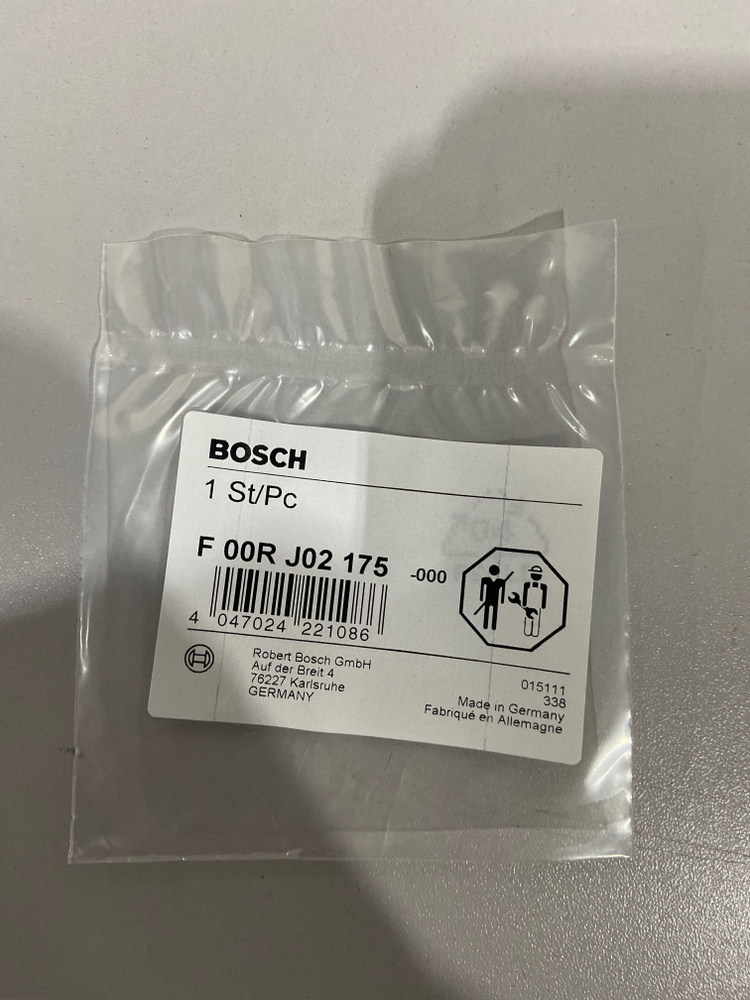 BOSCH
1 St/Pc
F 00R J02 175 -000
4 047024 221086
Robert Bosch GmbH
Auf der Breit 4
76227 Karlsruhe
GERMANY
015111
338
Made in Germany
Fabriqué en Allemagne